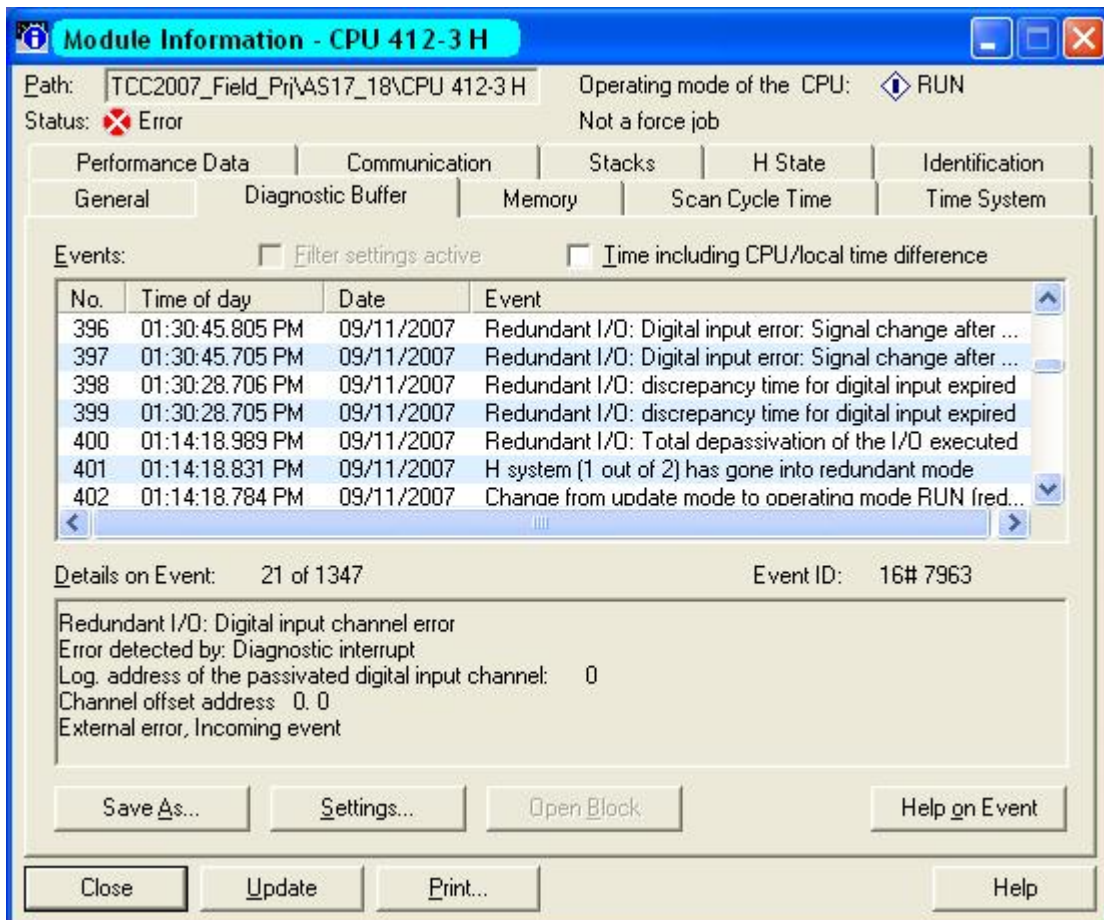 Module Information - CPU 412-3 H
Path: TCC2007_Field_Prj\AS17_18\CPU 412-3 H Operating mode of the CPU: RUN
Status: Error Not a force job
Performance Data Communication Stacks H State Identification
General Diagnostic Buffer Memory Scan Cycle Time Time System
Events: Filter settings active Time including CPU/local time difference
No. Time of day Date Event
396 01:30:45.805 PM 09/11/2007 Redundant I/O: Digital input error: Signal change after ...
397 01:30:45.705 PM 09/11/2007 Redundant I/O: Digital input error: Signal change after ...
398 01:30:28.706 PM 09/11/2007 Redundant I/O: discrepancy time for digital input expired
399 01:30:28.705 PM 09/11/2007 Redundant I/O: discrepancy time for digital input expired
400 01:14:18.989 PM 09/11/2007 Redundant I/O: Total depassivation of the I/O executed
401 01:14:18.831 PM 09/11/2007 H system (1 out of 2) has gone into redundant mode
402 01:14:18.784 PM 09/11/2007 Change from update mode to operating mode RUN (red...
Details on Event: 21 of 1347 Event ID: 16# 7963
Redundant I/O: Digital input channel error
Error detected by: Diagnostic interrupt
Log. address of the passivated digital input channel: 0
Channel offset address 0. 0
External error, Incoming event
Save As... Settings... Open Block Help on Event
Close Update Print... Help